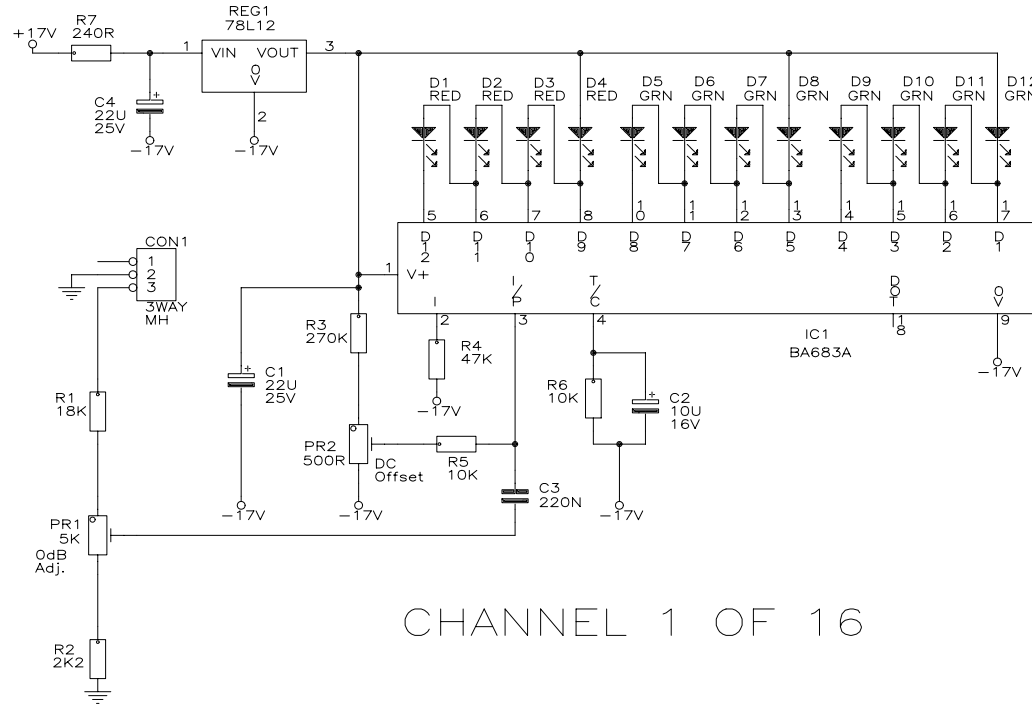 REG1
78L12
R7
240R
+17V
1
VIN VOUT
0
V
3
2
C4
22U
25V
+
-17V
-17V
D1
RED
D2
RED
D3
RED
D4
RED
D5
GRN
D6
GRN
D7
GRN
D8
GRN
D9
GRN
D10
GRN
D11
GRN
D12
GRN
5
6
7
8
10
11
12
13
14
15
16
17
D12
D11
D10
D9
D8
D7
D6
D5
D4
D3
D2
D1
1
V+
I
I/P
T/C
DOT
0V
2
3
4
18
9
IC1
BA683A
-17V
CON1
1
2
3
3WAY
MH
R3
270K
R4
47K
-17V
C1
22U
25V
+
R1
18K
R6
10K
+
C2
10U
16V
PR2
500R
DC
Offset
R5
10K
C3
220N
-17V
-17V
-17V
PR1
5K
0dB
Adj.
R2
2K2
CHANNEL 1 OF 16